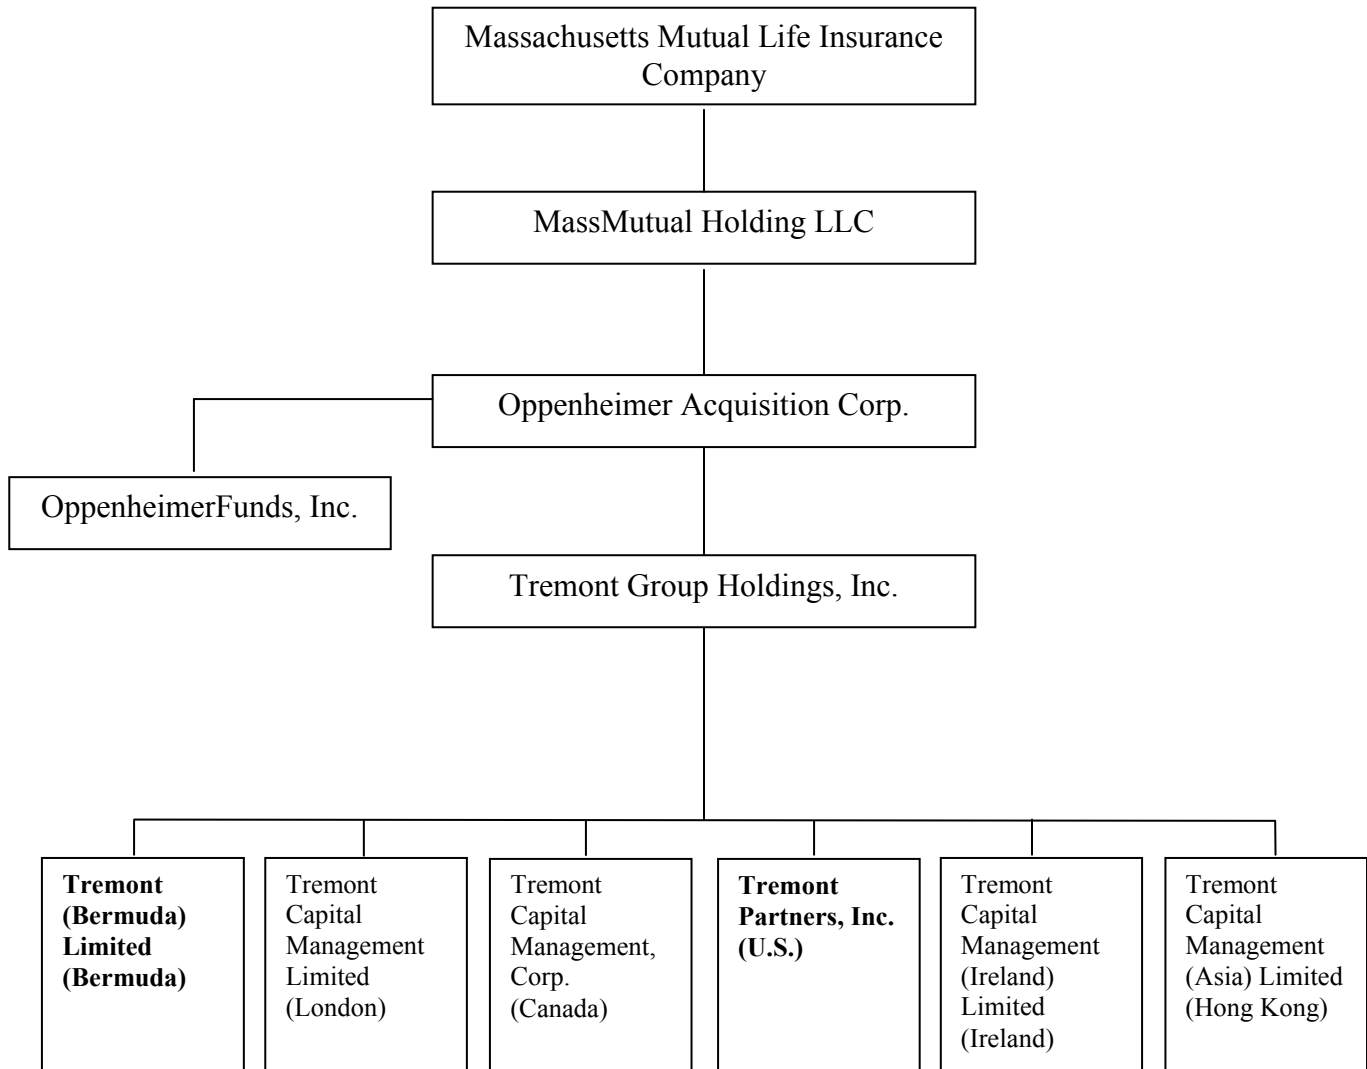 Massachusetts Mutual Life Insurance
Company
MassMutual Holding LLC
Oppenheimer Acquisition Corp.
OppenheimerFunds, Inc.
Tremont Group Holdings, Inc.
Tremont
(Bermuda)
Limited
(Bermuda)
Tremont
Capital
Management
Limited
(London)
Tremont
Capital
Management,
Corp.
(Canada)
Tremont
Partners, Inc.
(U.S.)
Tremont
Capital
Management
(Ireland)
Limited
(Ireland)
Tremont
Capital
Management
(Asia) Limited
(Hong Kong)